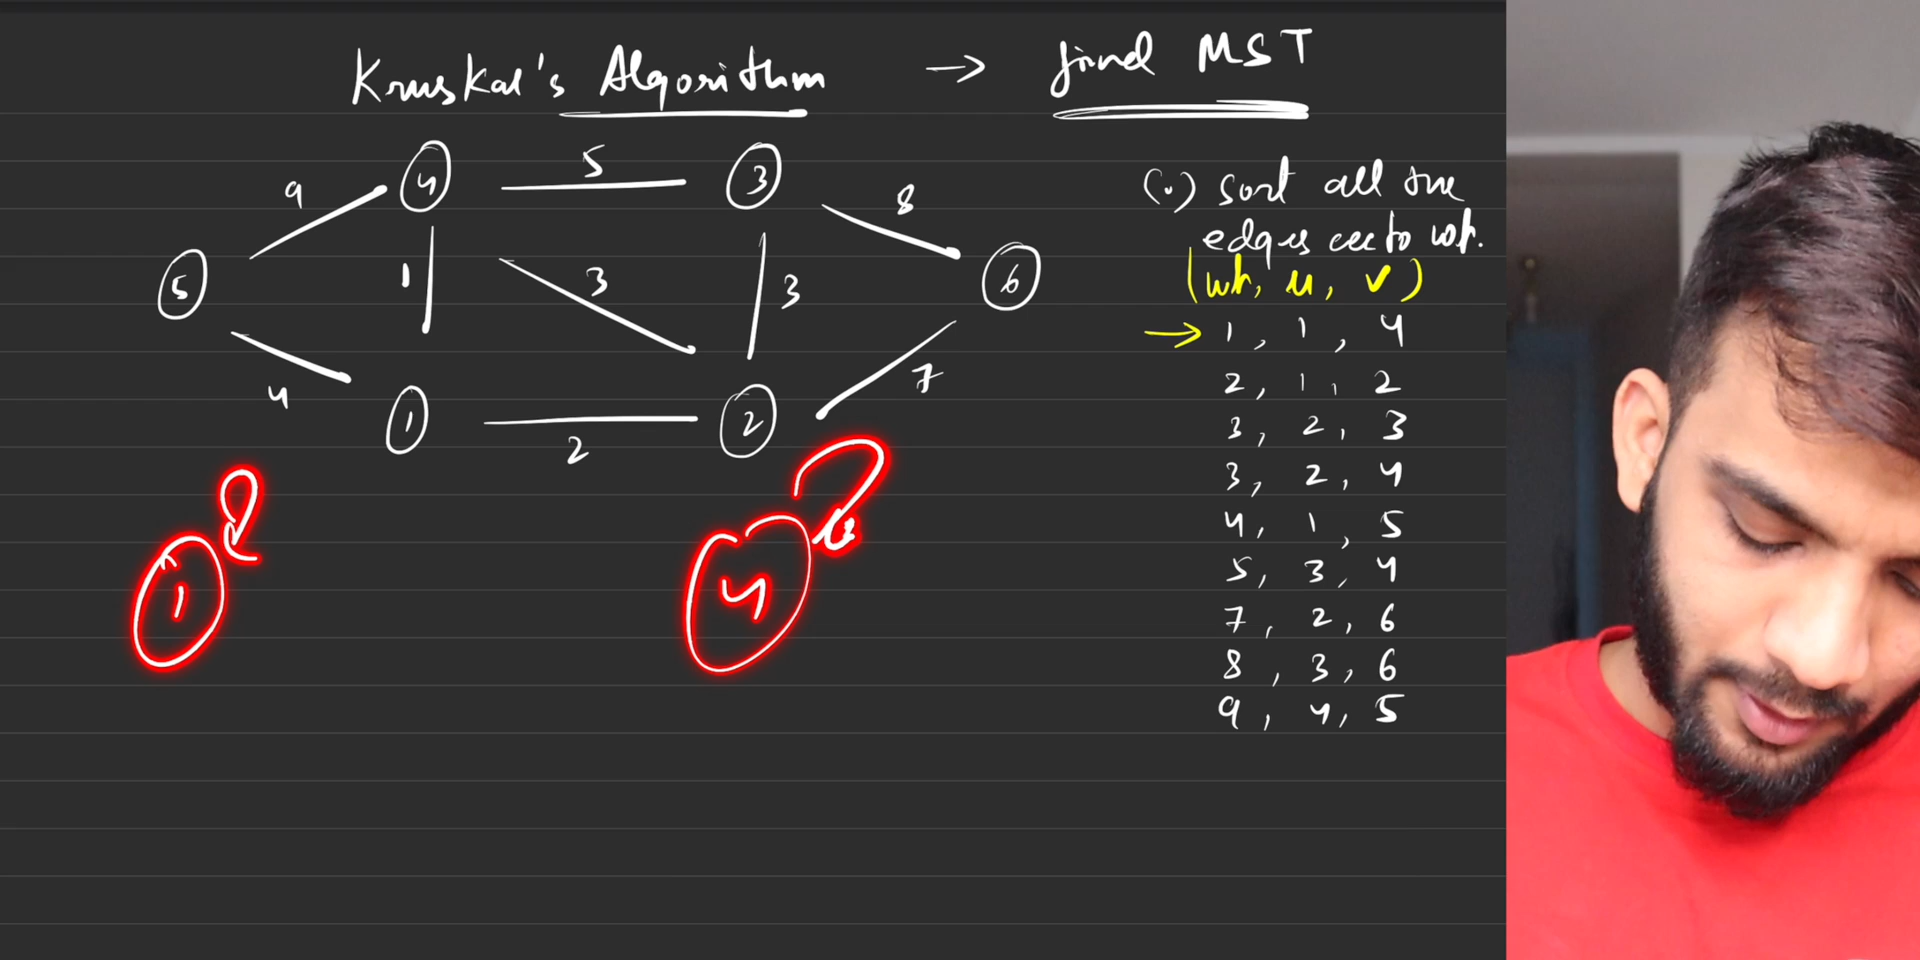 Kruskal's Algorithm → find MST
5
4
3
9
8
(•) Sort all the
edges acc to wt.
5
1
3
3
6
(wt, u, v)
→ 1, 1, 4
4
7
2, 1, 2
1
2
2
3, 2, 3
3, 2, 4
4, 1, 5
1
4
5, 3, 4
7, 2, 6
8, 3, 6
9, 4, 5